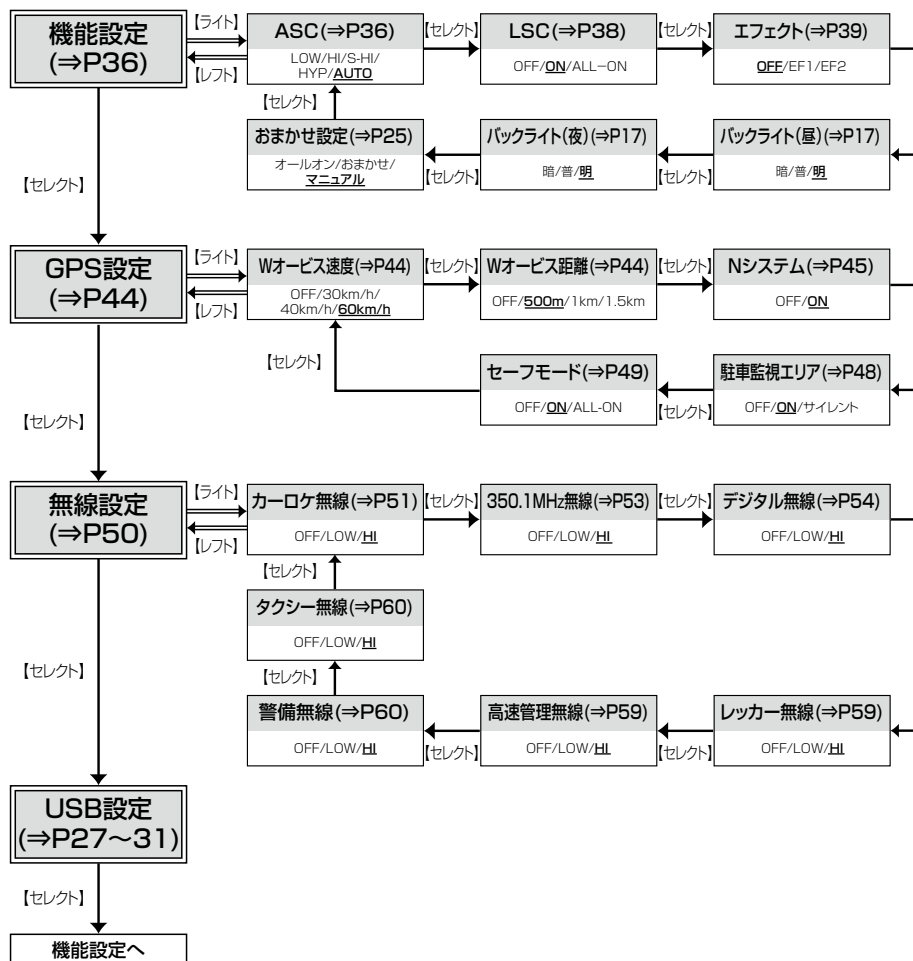 機能設定
(⇒P36)
【ライト】
【レフト】
ASC(⇒P36)
LOW/HI/S-HI/
HYP/AUTO
【セレクト】
LSC(⇒P38)
OFF/ON/ALL−ON
【セレクト】
エフェクト(⇒P39)
OFF/EF1/EF2
【セレクト】
おまかせ設定(⇒P25)
オールオン/おまかせ/
マニュアル
【セレクト】
バックライト(夜)(⇒P17)
暗/普/明
【セレクト】
バックライト(昼)(⇒P17)
暗/普/明
【セレクト】
GPS設定
(⇒P44)
【ライト】
【レフト】
Wオービス速度(⇒P44)
OFF/30km/h/
40km/h/60km/h
【セレクト】
Wオービス距離(⇒P44)
OFF/500m/1km/1.5km
【セレクト】
Nシステム(⇒P45)
OFF/ON
【セレクト】
セーフモード(⇒P49)
OFF/ON/ALL-ON
【セレクト】
駐車監視エリア(⇒P48)
OFF/ON/サイレント
【セレクト】
無線設定
(⇒P50)
【ライト】
【レフト】
カーロケ無線(⇒P51)
OFF/LOW/HI
【セレクト】
350.1MHz無線(⇒P53)
OFF/LOW/HI
【セレクト】
デジタル無線(⇒P54)
OFF/LOW/HI
【セレクト】
タクシー無線(⇒P60)
OFF/LOW/HI
【セレクト】
【セレクト】
警備無線(⇒P60)
OFF/LOW/HI
【セレクト】
高速管理無線(⇒P59)
OFF/LOW/HI
【セレクト】
レッカー無線(⇒P59)
OFF/LOW/HI
USB設定
(⇒P27〜31)
【セレクト】
機能設定へ